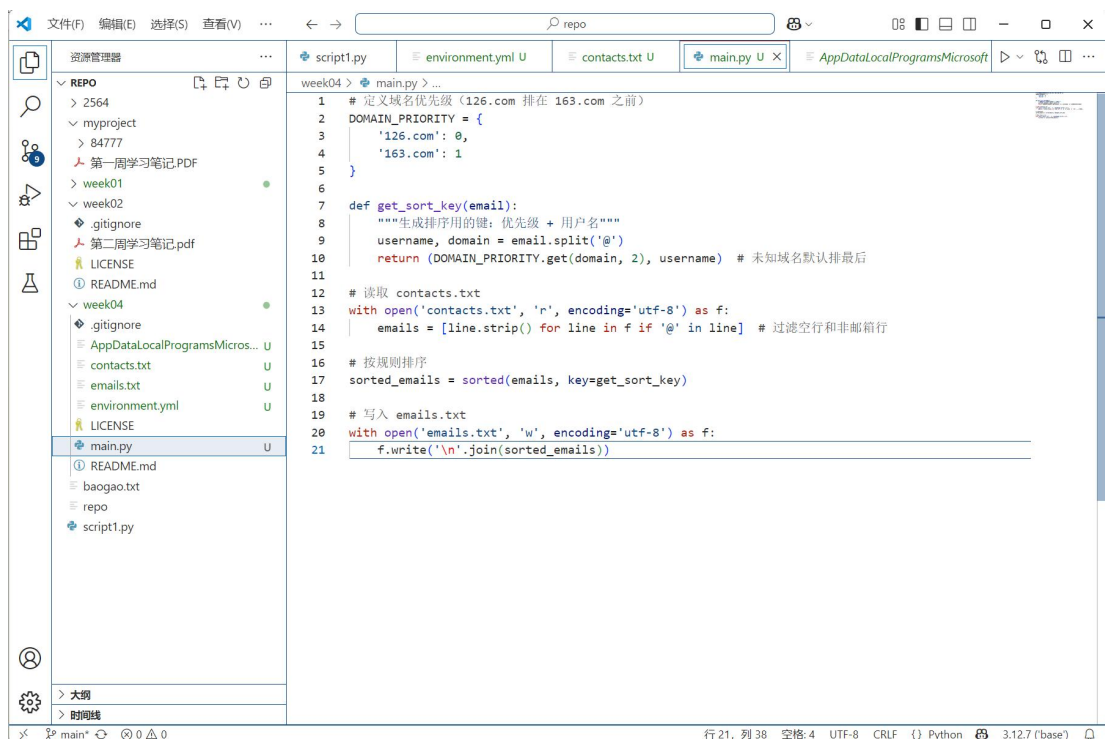 文件(F) 编辑(E) 选择(S) 查看(V) ···
repo
资源管理器 ···
script1.py
environment.yml U
contacts.txt U
main.py U
AppDataLocalProgramsMicrosoft
REPO
2564
myproject
84777
第一周学习笔记.PDF
week01
week02
.gitignore
第二周学习笔记.pdf
LICENSE
README.md
week04
.gitignore
AppDataLocalProgramsMicros... U
contacts.txt U
emails.txt U
environment.yml U
LICENSE
main.py U
README.md
baogao.txt
repo
script1.py
大纲
时间线
9
week04 > main.py > ...
1 # 定义域名优先级（126.com 排在 163.com 之前）
2 DOMAIN_PRIORITY = {
3     '126.com': 0,
4     '163.com': 1
5 }
6
7 def get_sort_key(email):
8     """生成排序用的键：优先级 + 用户名"""
9     username, domain = email.split('@')
10     return (DOMAIN_PRIORITY.get(domain, 2), username)  # 未知域名默认排最后
11
12 # 读取 contacts.txt
13 with open('contacts.txt', 'r', encoding='utf-8') as f:
14     emails = [line.strip() for line in f if '@' in line]  # 过滤空行和非邮箱行
15
16 # 按规则排序
17 sorted_emails = sorted(emails, key=get_sort_key)
18
19 # 写入 emails.txt
20 with open('emails.txt', 'w', encoding='utf-8') as f:
21     f.write('\n'.join(sorted_emails))
main* 0 0
行 21，列 38 空格: 4 UTF-8 CRLF {} Python 3.12.7 ('base')